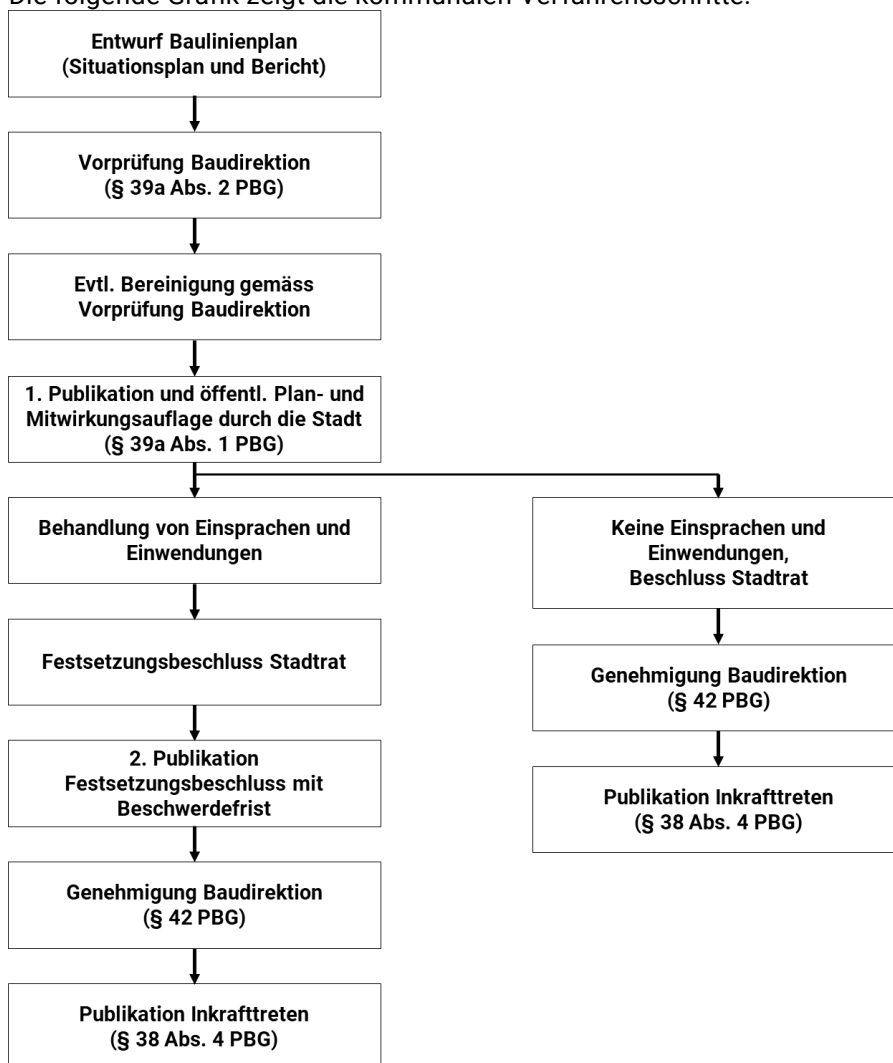 Die folgende Grafik zeigt die kommunalen Verfahrensschritte.
Entwurf Baulinienplan
(Situationsplan und Bericht)
Vorprüfung Baudirektion
(§ 39a Abs. 2 PBG)
Evtl. Bereinigung gemäss
Vorprüfung Baudirektion
1. Publikation und öffentl. Plan- und
Mitwirkungsauflage durch die Stadt
(§ 39a Abs. 1 PBG)
Behandlung von Einsprachen und
Einwendungen
Festsetzungsbeschluss Stadtrat
2. Publikation
Festsetzungsbeschluss mit
Beschwerdefrist
Genehmigung Baudirektion
(§ 42 PBG)
Publikation Inkrafttreten
(§ 38 Abs. 4 PBG)
Keine Einsprachen und
Einwendungen,
Beschluss Stadtrat
Genehmigung Baudirektion
(§ 42 PBG)
Publikation Inkrafttreten
(§ 38 Abs. 4 PBG)